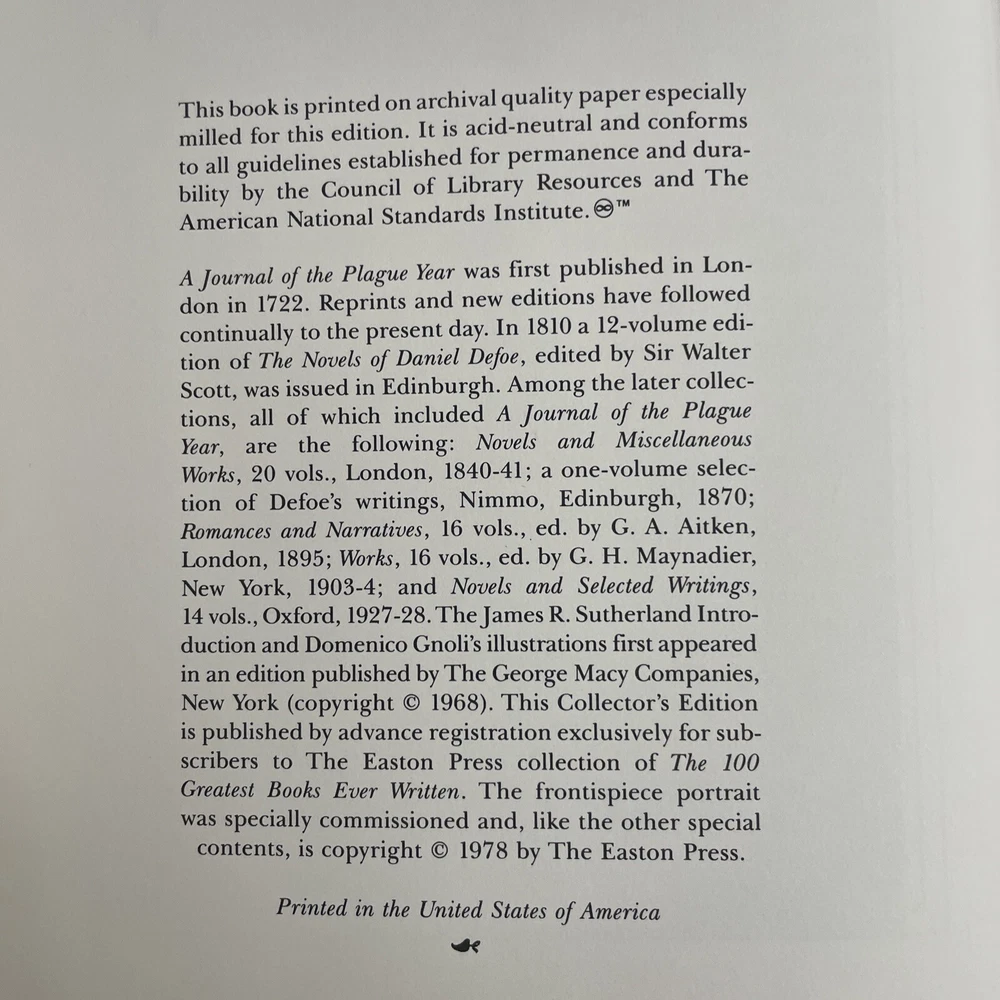 This book is printed on archival quality paper especially
milled for this edition. It is acid-neutral and conforms
to all guidelines established for permanence and dura-
bility by the Council of Library Resources and The
American National Standards Institute. ♾™
A Journal of the Plague Year was first published in Lon-
don in 1722. Reprints and new editions have followed
continually to the present day. In 1810 a 12-volume edi-
tion of The Novels of Daniel Defoe, edited by Sir Walter
Scott, was issued in Edinburgh. Among the later collec-
tions, all of which included A Journal of the Plague
Year, are the following: Novels and Miscellaneous
Works, 20 vols., London, 1840-41; a one-volume selec-
tion of Defoe's writings, Nimmo, Edinburgh, 1870;
Romances and Narratives, 16 vols., ed. by G. A. Aitken,
London, 1895; Works, 16 vols., ed. by G. H. Maynadier,
New York, 1903-4; and Novels and Selected Writings,
14 vols., Oxford, 1927-28. The James R. Sutherland Intro-
duction and Domenico Gnoli's illustrations first appeared
in an edition published by The George Macy Companies,
New York (copyright © 1968). This Collector's Edition
is published by advance registration exclusively for sub-
scribers to The Easton Press collection of The 100
Greatest Books Ever Written. The frontispiece portrait
was specially commissioned and, like the other special
contents, is copyright © 1978 by The Easton Press.
Printed in the United States of America